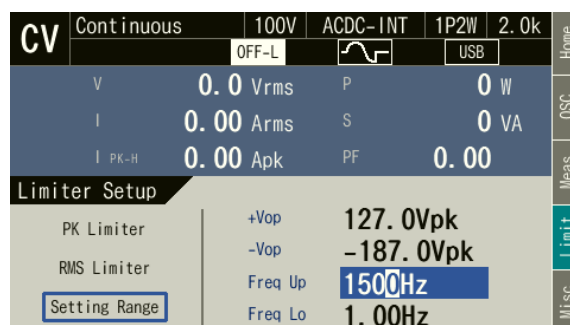 CV
Continuous
100V
ACDC-INT
1P2W
2.0k
OFF-L
USB
V 0.0 Vrms P 0 W
I 0.00 Arms S 0 VA
I PK-H 0.00 Apk PF 0.00
Limiter Setup
PK Limiter
RMS Limiter
Setting Range
+Vop 127.0Vpk
-Vop -187.0Vpk
Freq Up 1500Hz
Freq Lo 1.00Hz
Home
OSC
Meas
Limit
Misc